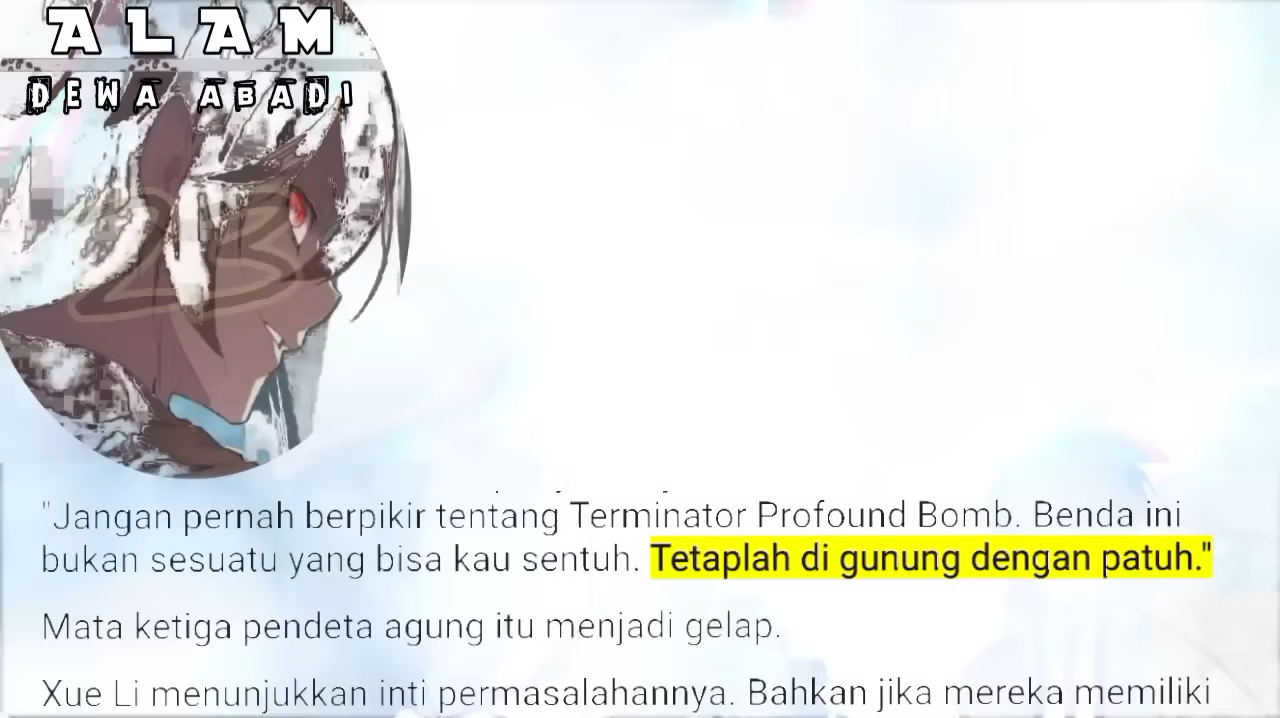 ALAM
DEWA ABADI
2B
"Jangan pernah berpikir tentang Terminator Profound Bomb. Benda ini
bukan sesuatu yang bisa kau sentuh. Tetaplah di gunung dengan patuh."
Mata ketiga pendeta agung itu menjadi gelap.
Xue Li menunjukkan inti permasalahannya. Bahkan jika mereka memiliki